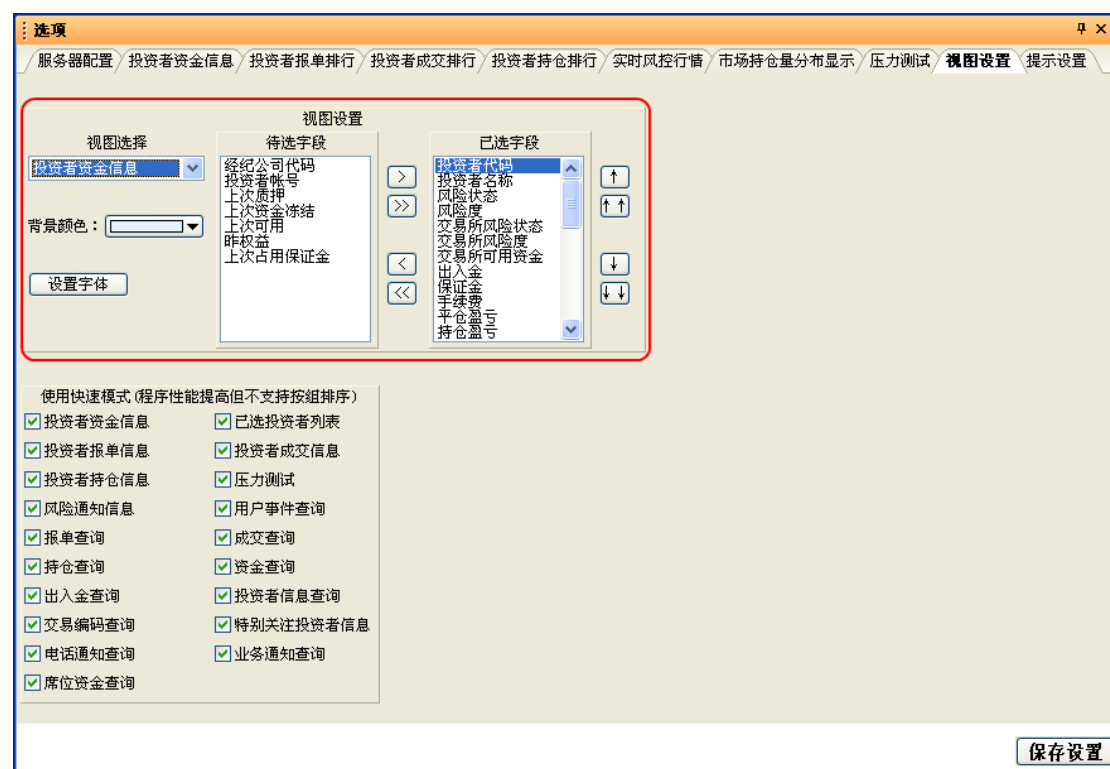 选项
服务器配置 投资者资金信息 投资者报单排行 投资者成交排行 投资者持仓排行 实时风控行情 市场持仓量分布显示 压力测试 视图设置 提示设置
视图设置
视图选择
投资者资金信息
背景颜色：
设置字体
待选字段
经纪公司代码
投资者帐号
上次质押
上次资金冻结
上次可用
昨权益
上次占用保证金
>
>>
<
<<
已选字段
投资者代码
投资者名称
风险状态
风险度
交易所风险状态
交易所风险度
交易所可用资金
出入金
保证金
手续费
平仓盈亏
持仓盈亏
使用快速模式(程序性能提高但不支持按组排序)
投资者资金信息 已选投资者列表
投资者报单信息 投资者成交信息
投资者持仓信息 压力测试
风险通知信息 用户事件查询
报单查询 成交查询
持仓查询 资金查询
出入金查询 投资者信息查询
交易编码查询 特别关注投资者信息
电话通知查询 业务通知查询
席位资金查询
保存设置